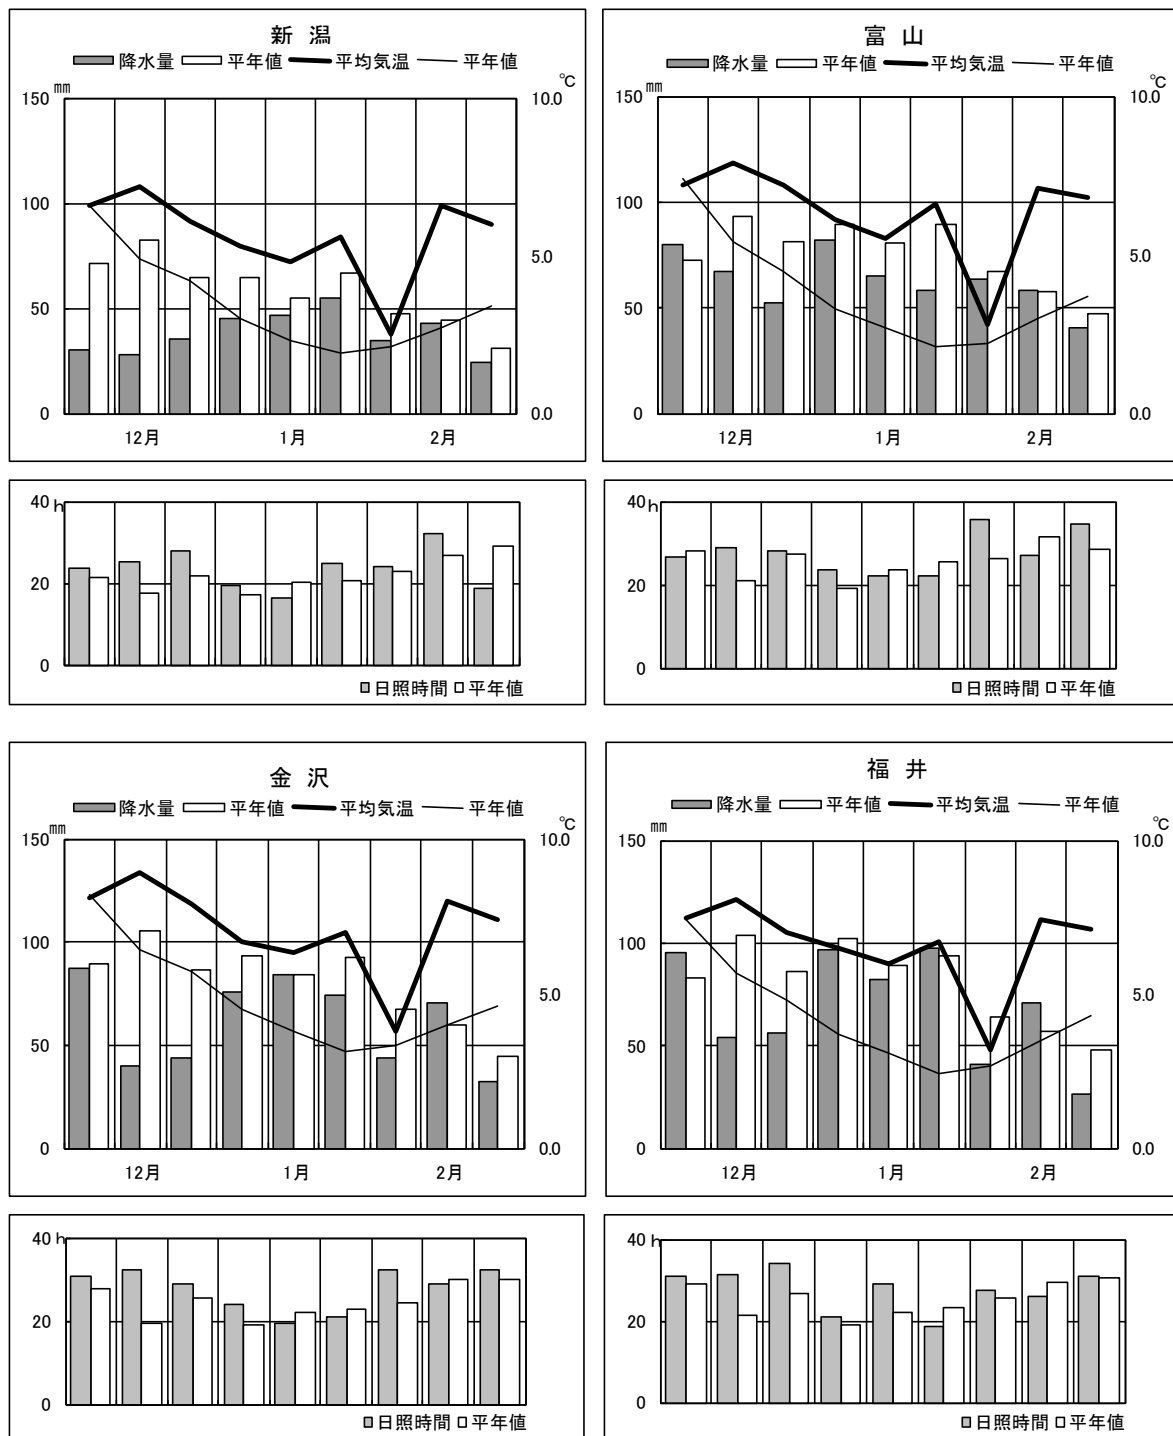 新 潟
降水量 平年値 平均気温 平年値
mm ℃
150 10.0
100
5.0
50
0 0.0
12月 1月 2月
40 h
20
0
日照時間 平年値
富 山
降水量 平年値 平均気温 平年値
mm ℃
150 10.0
100
5.0
50
0 0.0
12月 1月 2月
40 h
20
0
日照時間 平年値
金 沢
降水量 平年値 平均気温 平年値
mm ℃
150 10.0
100
5.0
50
0 0.0
12月 1月 2月
40 h
20
0
日照時間 平年値
福 井
降水量 平年値 平均気温 平年値
mm ℃
150 10.0
100
5.0
50
0 0.0
12月 1月 2月
40 h
20
0
日照時間 平年値